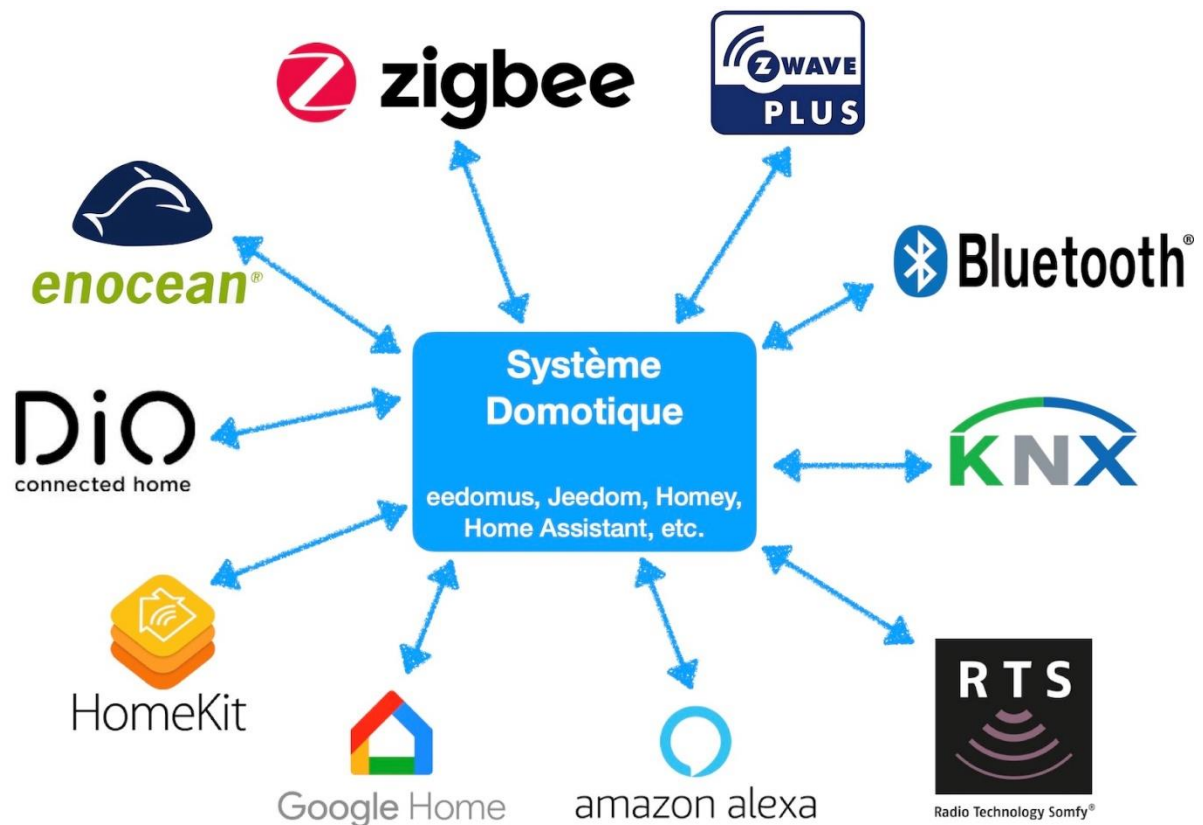 zigbee
Z WAVE
PLUS
enocean®
Bluetooth®
Système
Domotique
eedomus, Jeedom, Homey,
Home Assistant, etc.
DiO
connected home
KNX
HomeKit
Google Home
amazon alexa
RTS
Radio Technology Somfy®